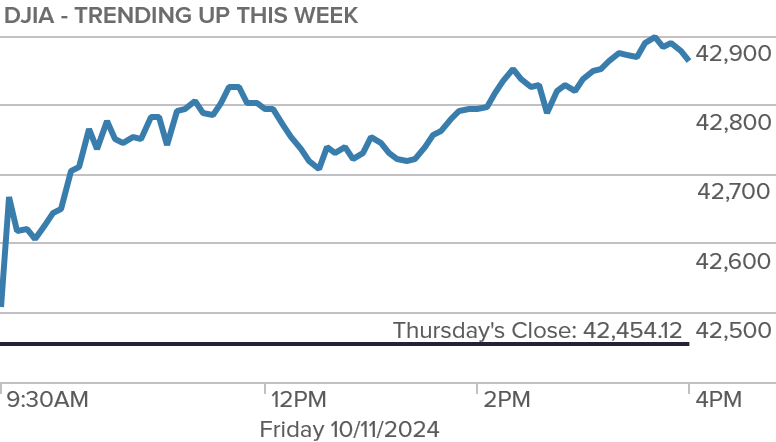 DJIA - TRENDING UP THIS WEEK
42,900
42,800
42,700
42,600
Thursday's Close: 42,454.12 42,500
9:30AM 12PM 2PM 4PM
Friday 10/11/2024